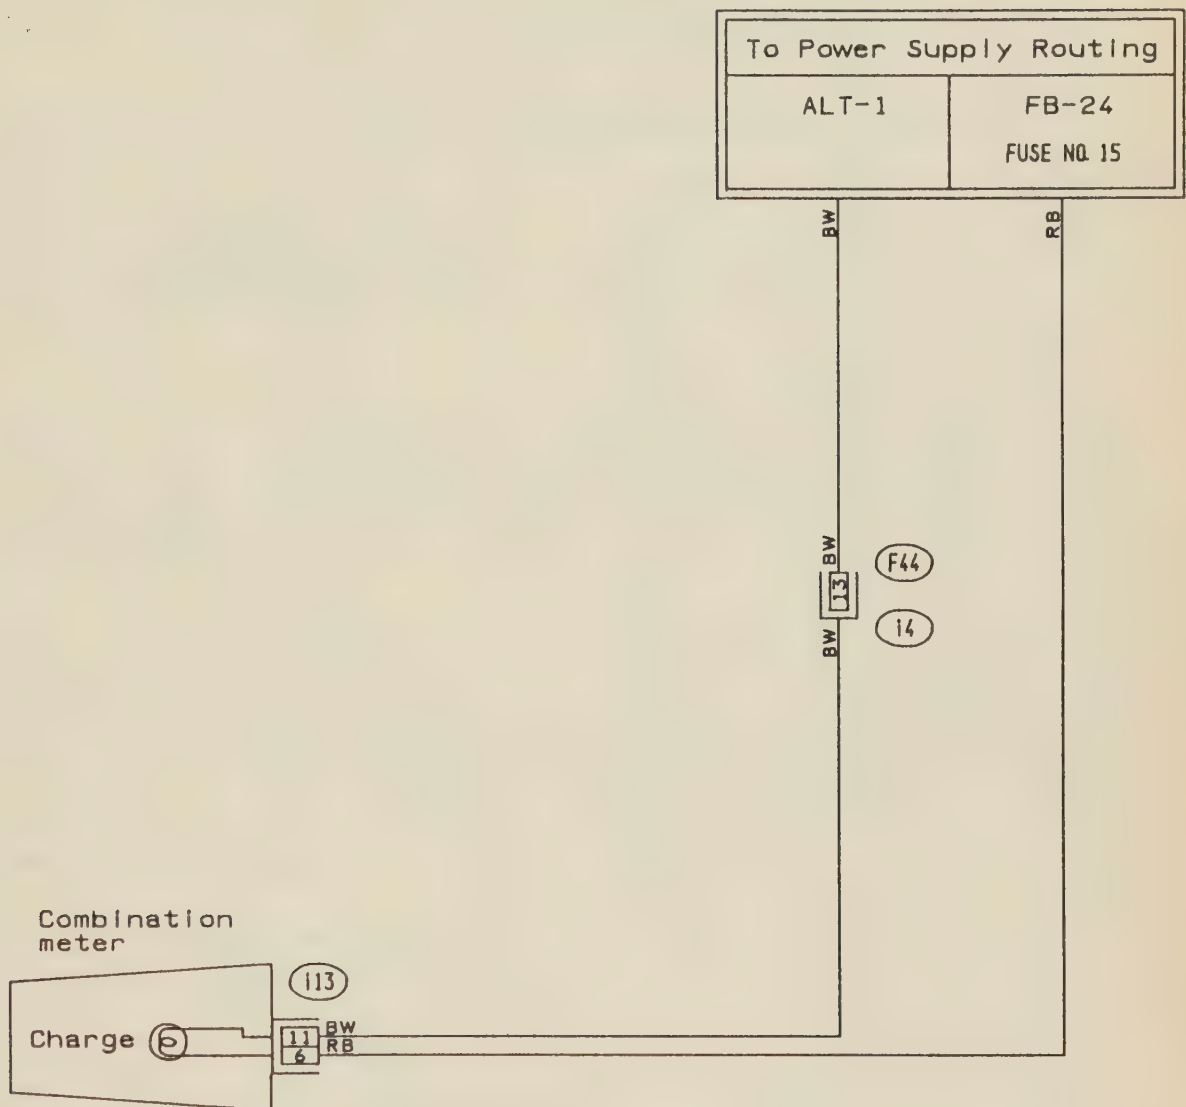 To Power Supply Routing
ALT-1
FB-24
FUSE NO. 15
BW
RB
BW
F44
13
i4
BW
Combination
meter
i13
Charge
11
BW
6
RB